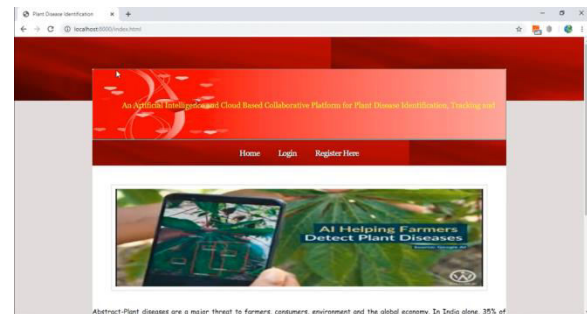 Plant Disease Identification
localhost:8000/index.html
An Artificial Intelligence and Cloud Based Collaborative Platform for Plant Disease Identification, Tracking and
Home Login Register Here
AI Helping Farmers
Detect Plant Diseases
Abstract-Plant diseases are a major threat to farmers, consumers, environment and the global economy. In India alone, 35% of